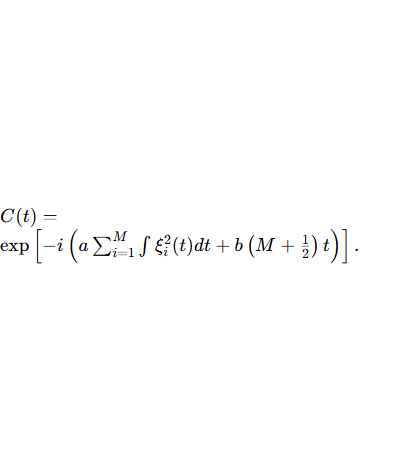 C(t) =
exp [−i (a ∑_{i=1}^{M} ∫ ξ_i^2(t)dt + b (M + 1/2) t)] .